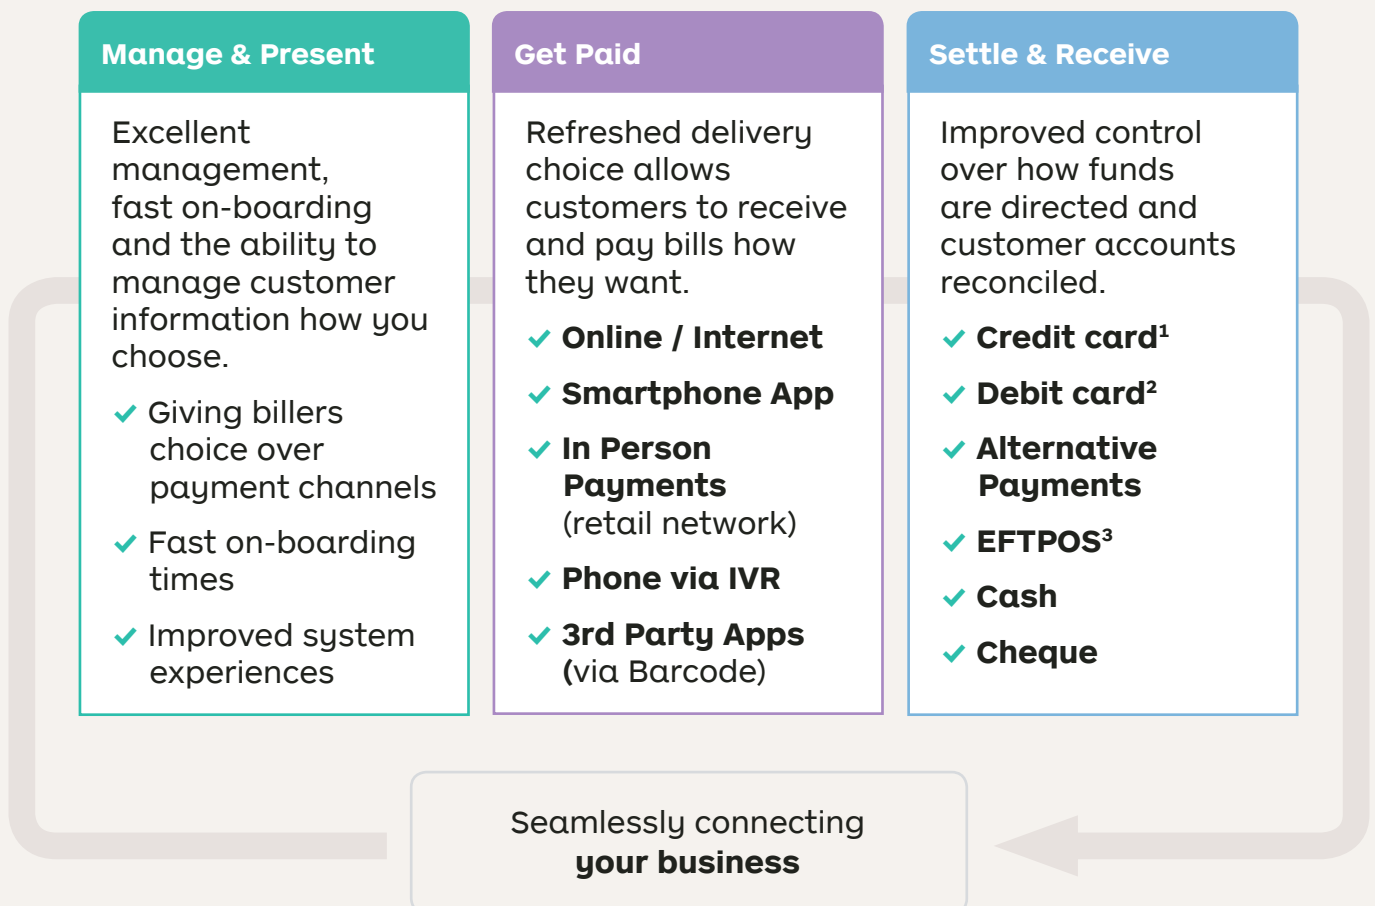 Manage & Present
Excellent
management,
fast on-boarding
and the ability to
manage customer
information how you
choose.
Giving billers
choice over
payment channels
Fast on-boarding
times
Improved system
experiences
Get Paid
Refreshed delivery
choice allows
customers to receive
and pay bills how
they want.
Online / Internet
Smartphone App
In Person
Payments
(retail network)
Phone via IVR
3rd Party Apps
(via Barcode)
Settle & Receive
Improved control
over how funds
are directed and
customer accounts
reconciled.
Credit card¹
Debit card²
Alternative
Payments
EFTPOS³
Cash
Cheque
Seamlessly connecting
your business